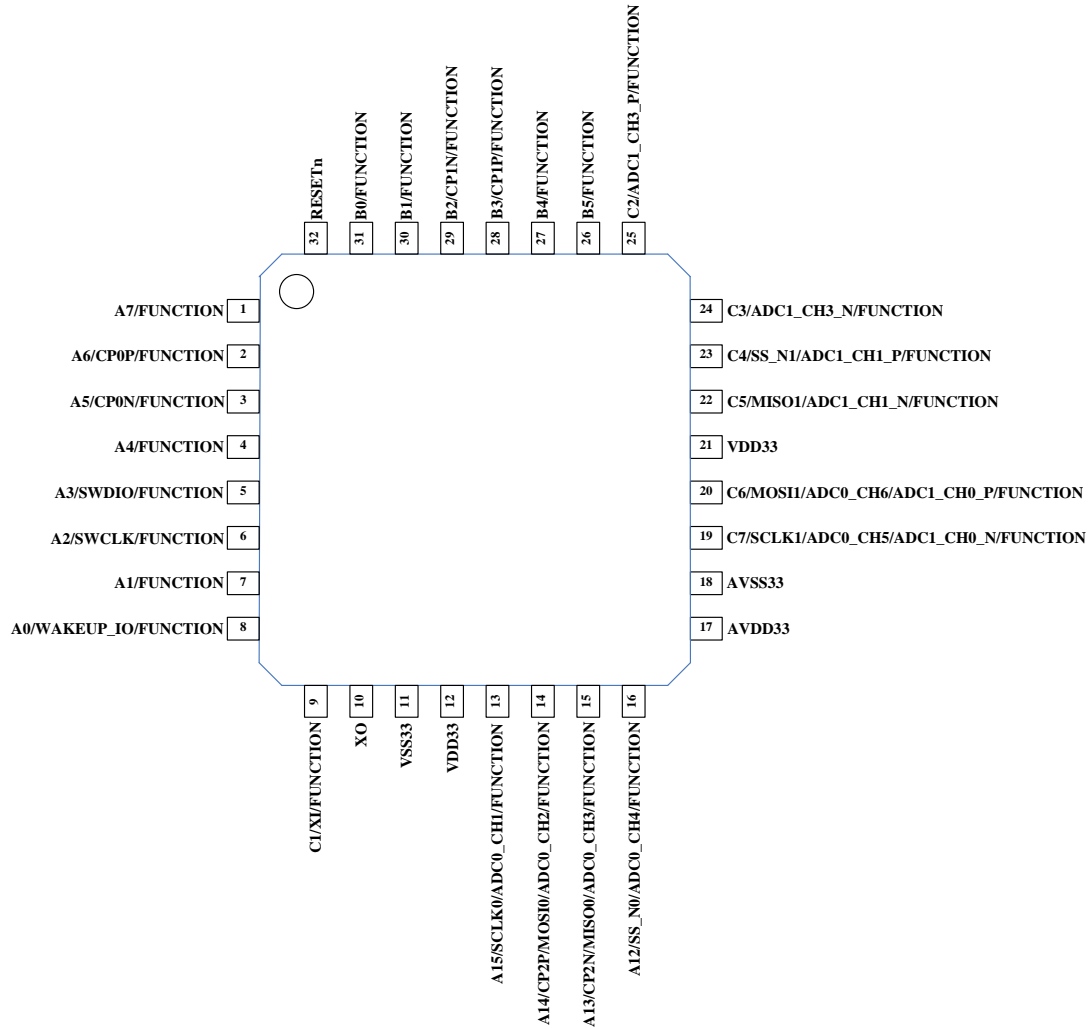 32 RESETn
31 B0/FUNCTION
30 B1/FUNCTION
29 B2/CP1N/FUNCTION
28 B3/CP1P/FUNCTION
27 B4/FUNCTION
26 B5/FUNCTION
25 C2/ADC1_CH3_P/FUNCTION
A7/FUNCTION 1
A6/CP0P/FUNCTION 2
A5/CP0N/FUNCTION 3
A4/FUNCTION 4
A3/SWDIO/FUNCTION 5
A2/SWCLK/FUNCTION 6
A1/FUNCTION 7
A0/WAKEUP_IO/FUNCTION 8
24 C3/ADC1_CH3_N/FUNCTION
23 C4/SS_N1/ADC1_CH1_P/FUNCTION
22 C5/MISO1/ADC1_CH1_N/FUNCTION
21 VDD33
20 C6/MOSI1/ADC0_CH6/ADC1_CH0_P/FUNCTION
19 C7/SCLK1/ADC0_CH5/ADC1_CH0_N/FUNCTION
18 AVSS33
17 AVDD33
C1/XI/FUNCTION 9
XO 10
VSS33 11
VDD33 12
A15/SCLK0/ADC0_CH1/FUNCTION 13
A14/CP2P/MOSI0/ADC0_CH2/FUNCTION 14
A13/CP2N/MISO0/ADC0_CH3/FUNCTION 15
A12/SS_N0/ADC0_CH4/FUNCTION 16